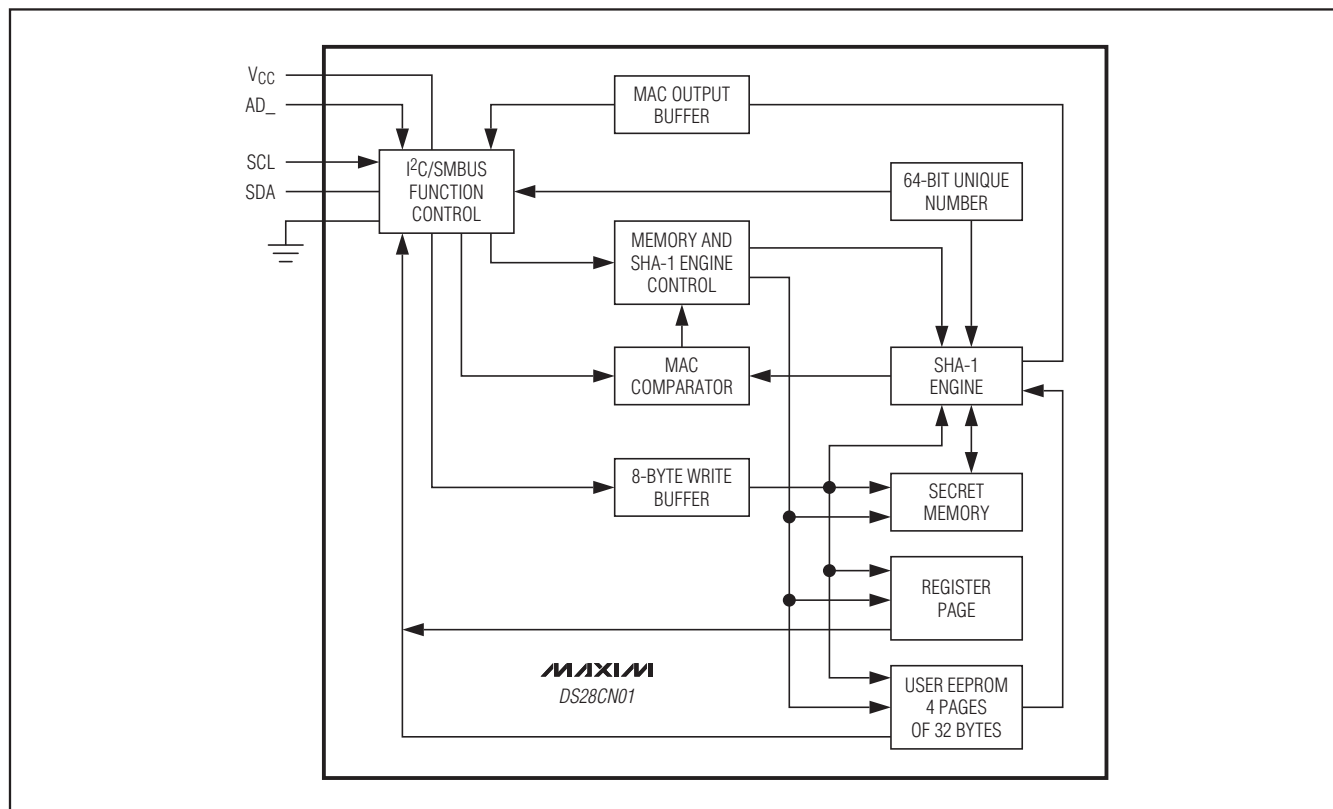 VCC
AD_
SCL
SDA
I²C/SMBUS
FUNCTION
CONTROL
MAC OUTPUT
BUFFER
64-BIT UNIQUE
NUMBER
MEMORY AND
SHA-1 ENGINE
CONTROL
MAC
COMPARATOR
SHA-1
ENGINE
8-BYTE WRITE
BUFFER
SECRET
MEMORY
REGISTER
PAGE
USER EEPROM
4 PAGES
OF 32 BYTES
MAXIM
DS28CN01